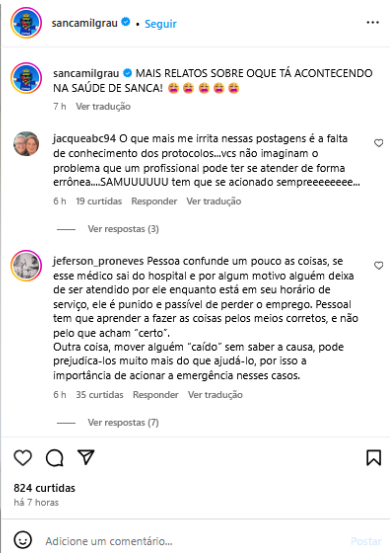 sancamilgrau • Seguir
sancamilgrau MAIS RELATOS SOBRE OQUE TÁ ACONTECENDO
NA SAÚDE DE SANCA! 🤬 🤬 🤬 🤬 🤬
7 h Ver tradução
jacqueabc94 O que mais me irrita nessas postagens é a falta
de conhecimento dos protocolos...vcs não imaginam o
problema que um profissional pode ter se atender de forma
errônea....SAMUUUUUU tem que se acionado sempreeeeeeee...
6 h 19 curtidas Responder Ver tradução
Ver respostas (3)
jeferson_proneves Pessoa confunde um pouco as coisas, se
esse médico sai do hospital e por algum motivo alguém deixa
de ser atendido por ele enquanto está em seu horário de
serviço, ele é punido e passível de perder o emprego. Pessoal
tem que aprender a fazer as coisas pelos meios corretos, e não
pelo que acham “certo”.
Outra coisa, mover alguém “caído” sem saber a causa, pode
prejudica-los muito mais do que ajudá-lo, por isso a
importância de acionar a emergência nesses casos.
6 h 35 curtidas Responder Ver tradução
Ver respostas (7)
824 curtidas
há 7 horas
Adicione um comentário... Postar